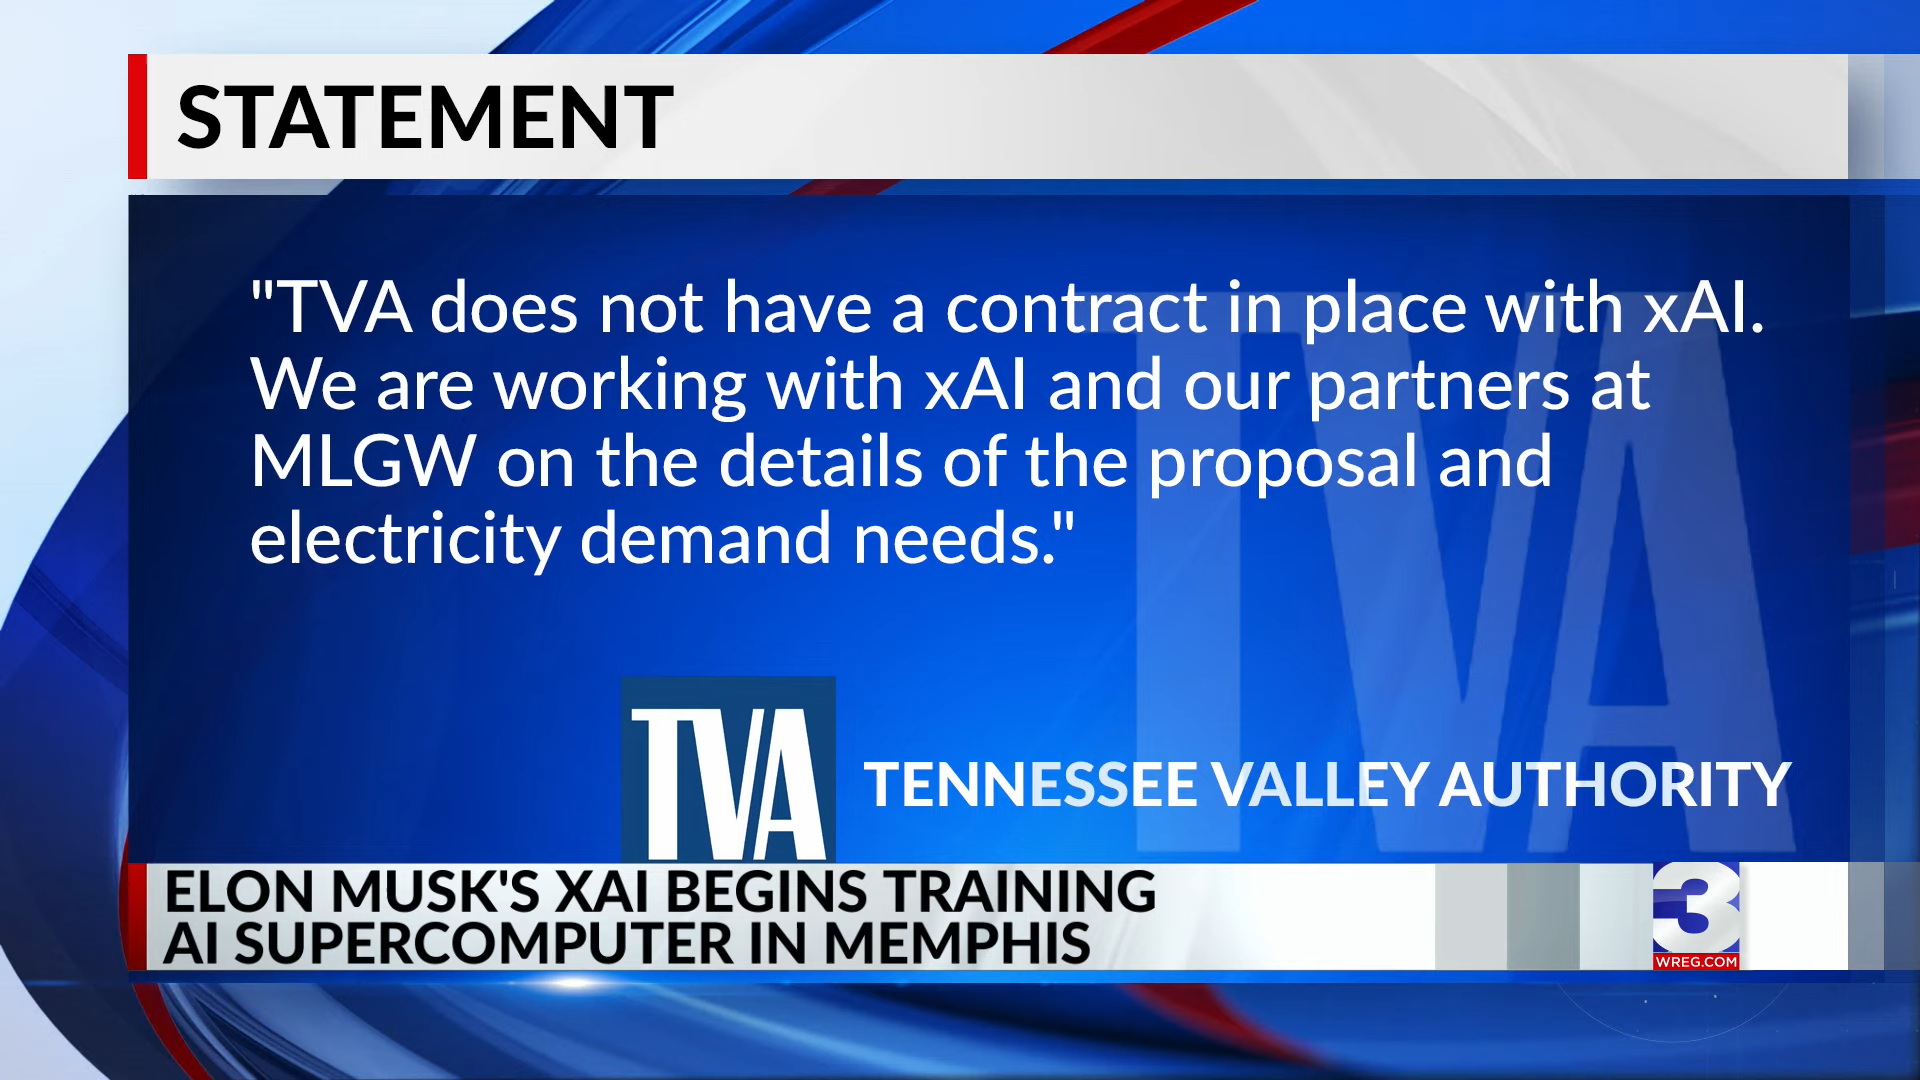 STATEMENT
"TVA does not have a contract in place with xAI.
We are working with xAI and our partners at
MLGW on the details of the proposal and
electricity demand needs."
TVA
TVA
TENNESSEE VALLEY AUTHORITY
ELON MUSK'S XAI BEGINS TRAINING
AI SUPERCOMPUTER IN MEMPHIS
3
WREG.COM